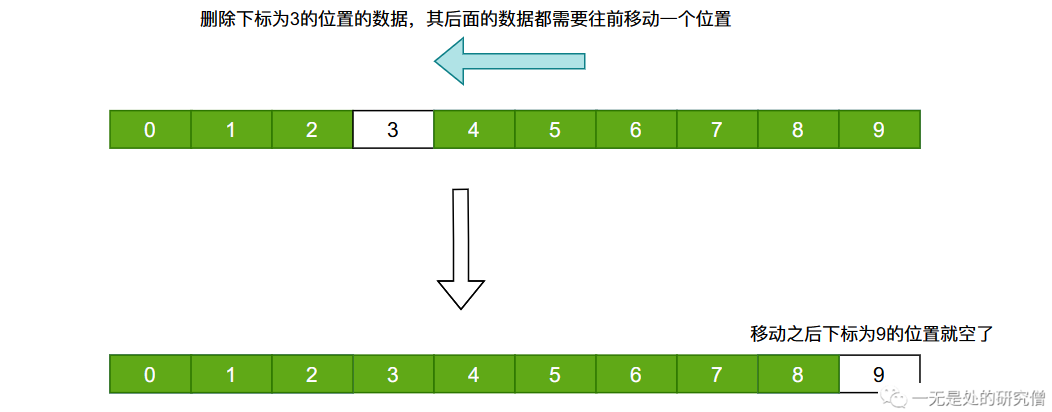 删除下标为3的位置的数据，其后面的数据都需要往前移动一个位置
0 1 2 3 4 5 6 7 8 9
移动之后下标为9的位置就空了
0 1 2 3 4 5 6 7 8 9
一无是处的研究僧